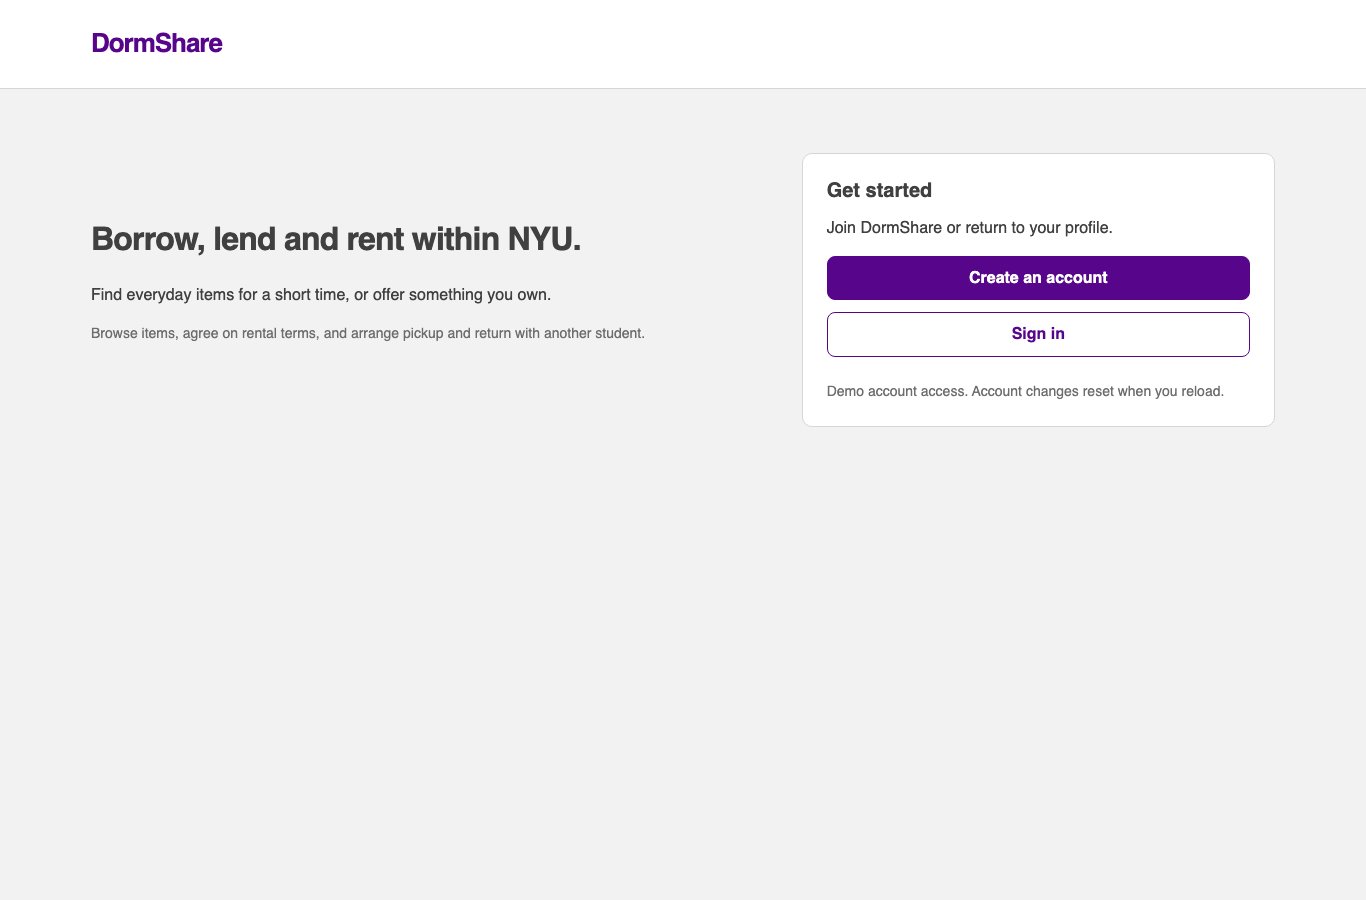 DormShare
Borrow, lend and rent within NYU.
Find everyday items for a short time, or offer something you own.
Browse items, agree on rental terms, and arrange pickup and return with another student.
Get started
Join DormShare or return to your profile.
Create an account
Sign in
Demo account access. Account changes reset when you reload.